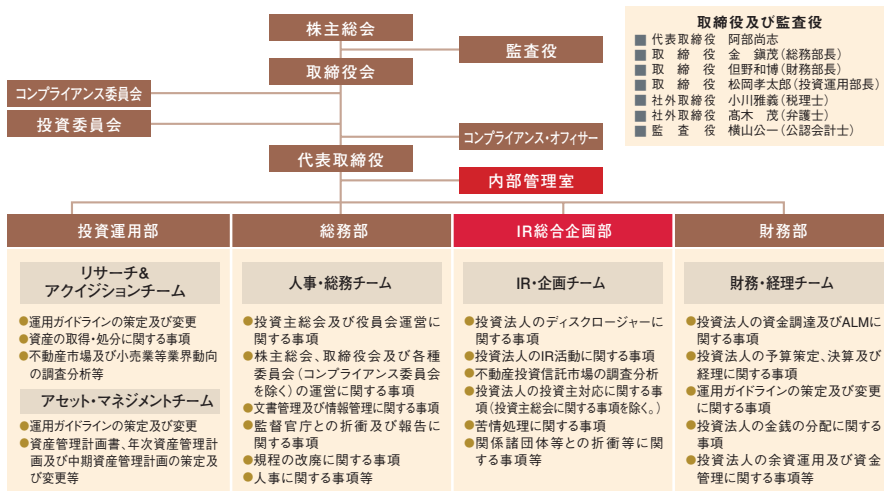 株主総会
監査役
取締役会
コンプライアンス委員会
投資委員会
コンプライアンス・オフィサー
代表取締役
内部管理室
取締役及び監査役
■ 代表取締役 阿部尚志
■ 取締役 金 鎭茂(総務部長)
■ 取締役 但野和博(財務部長)
■ 取締役 松岡孝太郎(投資運用部長)
■ 社外取締役 小川雅義(税理士)
■ 社外取締役 髙木 茂(弁護士)
■ 監査役 横山公一(公認会計士)
投資運用部
リサーチ&
アクイジションチーム
●運用ガイドラインの策定及び変更
●資産の取得・処分に関する事項
●不動産市場及び小売業等業界動向
の調査分析等
アセット・マネジメントチーム
●運用ガイドラインの策定及び変更
●資産管理計画書、年次資産管理計
画及び中期資産管理計画の策定及
び変更等
総務部
人事・総務チーム
●投資主総会及び役員会運営に
関する事項
●株主総会、取締役会及び各種
委員会(コンプライアンス委員会
を除く)の運営に関する事項
●文書管理及び情報管理に関する事項
●監督官庁との折衝及び報告に
関する事項
●規程の改廃に関する事項
●人事に関する事項等
IR総合企画部
IR・企画チーム
●投資法人のディスクロージャーに
関する事項
●投資法人のIR活動に関する事項
●不動産投資信託市場の調査分析
●投資法人の投資主対応に関する事
項(投資主総会に関する事項を除く。)
●苦情処理に関する事項
●関係諸団体等との折衝等に関
する事項等
財務部
財務・経理チーム
●投資法人の資金調達及びALMに
関する事項
●投資法人の予算策定、決算及び
経理に関する事項
●運用ガイドラインの策定及び変更
に関する事項
●投資法人の金銭の分配に関する
事項
●投資法人の余資運用及び資金
管理に関する事項等